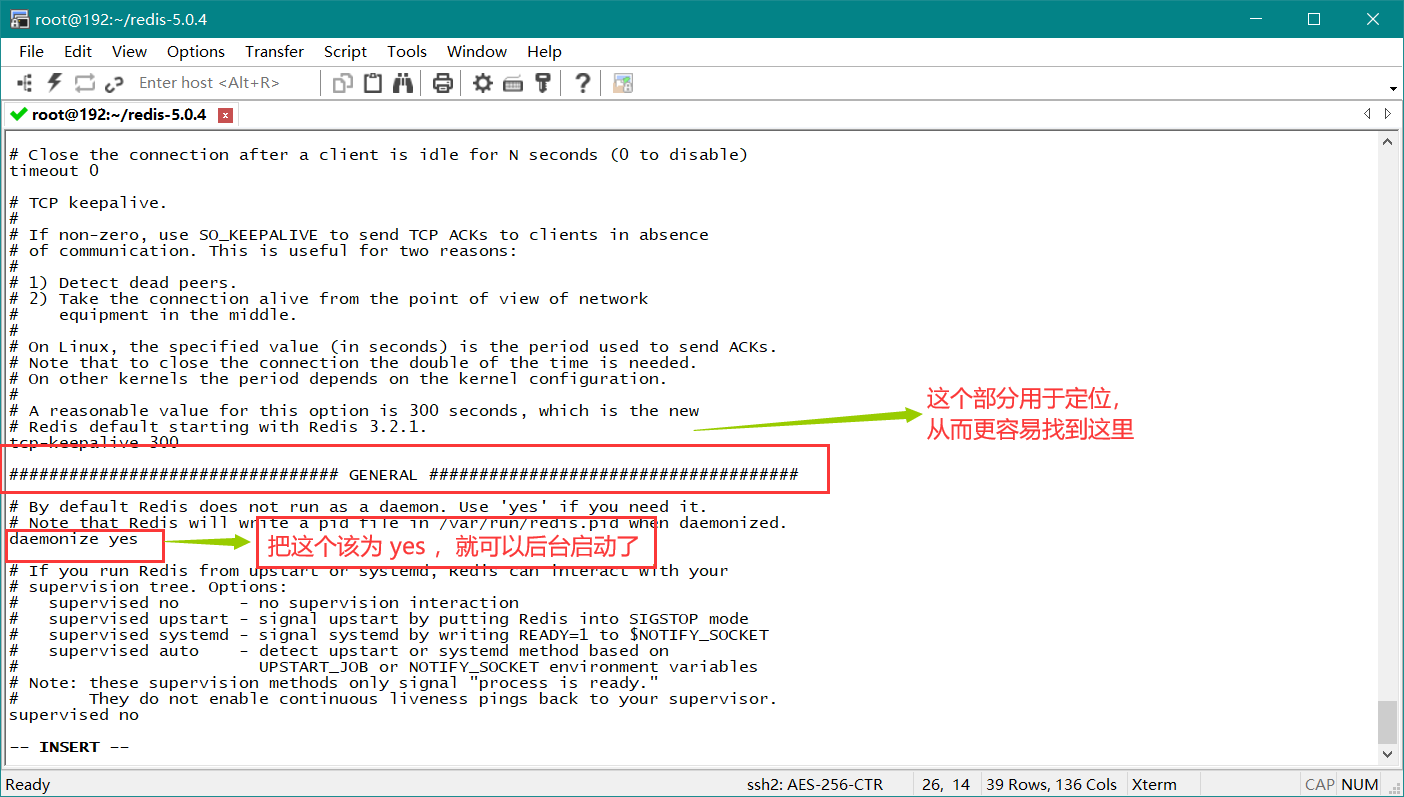 root@192:~/redis-5.0.4
File Edit View Options Transfer Script Tools Window Help
Enter host <Alt+R>
root@192:~/redis-5.0.4
# Close the connection after a client is idle for N seconds (0 to disable)
timeout 0
# TCP keepalive.
#
# If non-zero, use SO_KEEPALIVE to send TCP ACKs to clients in absence
# of communication. This is useful for two reasons:
#
# 1) Detect dead peers.
# 2) Take the connection alive from the point of view of network
#    equipment in the middle.
#
# On Linux, the specified value (in seconds) is the period used to send ACKs.
# Note that to close the connection the double of the time is needed.
# On other kernels the period depends on the kernel configuration.
#
# A reasonable value for this option is 300 seconds, which is the new
# Redis default starting with Redis 3.2.1.
tcp-keepalive 300
这个部分用于定位，
从而更容易找到这里
################################# GENERAL #####################################
# By default Redis does not run as a daemon. Use 'yes' if you need it.
# Note that Redis will write a pid file in /var/run/redis.pid when daemonized.
daemonize yes
把这个该为 yes ，就可以后台启动了
# If you run Redis from upstart or systemd, Redis can interact with your
# supervision tree. Options:
#   supervised no      - no supervision interaction
#   supervised upstart - signal upstart by putting Redis into SIGSTOP mode
#   supervised systemd - signal systemd by writing READY=1 to $NOTIFY_SOCKET
#   supervised auto    - detect upstart or systemd method based on
#                        UPSTART_JOB or NOTIFY_SOCKET environment variables
# Note: these supervision methods only signal "process is ready."
#       They do not enable continuous liveness pings back to your supervisor.
supervised no
-- INSERT --
Ready ssh2: AES-256-CTR 26, 14 39 Rows, 136 Cols Xterm CAP NUM